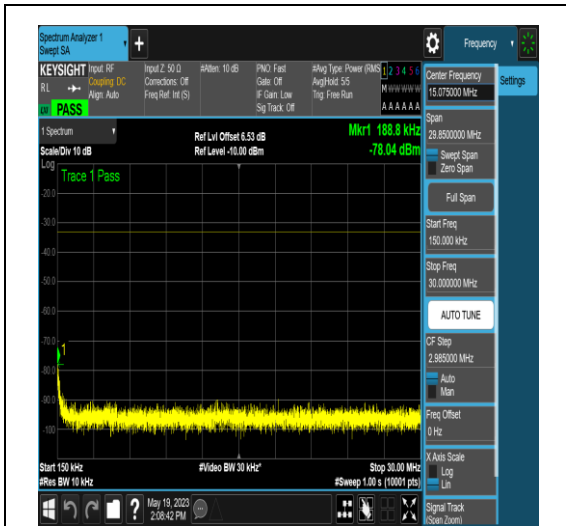 Spectrum Analyzer 1
Swept SA
+
Frequency
KEYSIGHT
RL
PASS
Input: RF
Coupling: DC
Align: Auto
Input Z: 50 Ω
Corrections: Off
Freq Ref: Int (S)
#Atten: 10 dB
PNO: Fast
Gate: Off
IF Gain: Low
Sig Track: Off
#Avg Type: Power (RMS
Avg|Hold: 5/5
Trig: Free Run
1 2 3 4 5 6
M W W W W W
A A A A A A
1 Spectrum
Scale/Div 10 dB
Ref Lvl Offset 6.53 dB
Ref Level -10.00 dBm
Mkr1 188.8 kHz
-78.04 dBm
Log
Trace 1 Pass
-20.0
-30.0
-40.0
-50.0
-60.0
-70.0
-80.0
-90.0
-100
1
Start 150 kHz
#Res BW 10 kHz
#Video BW 30 kHz*
Stop 30.00 MHz
#Sweep 1.00 s (10001 pts)
May 19, 2023
2:08:42 PM
Center Frequency
15.075000 MHz
Settings
Span
29.8500000 MHz
Swept Span
Zero Span
Full Span
Start Freq
150.000 kHz
Stop Freq
30.000000 MHz
AUTO TUNE
CF Step
2.985000 MHz
Auto
Man
Freq Offset
0 Hz
X Axis Scale
Log
Lin
Signal Track
(Span Zoom)